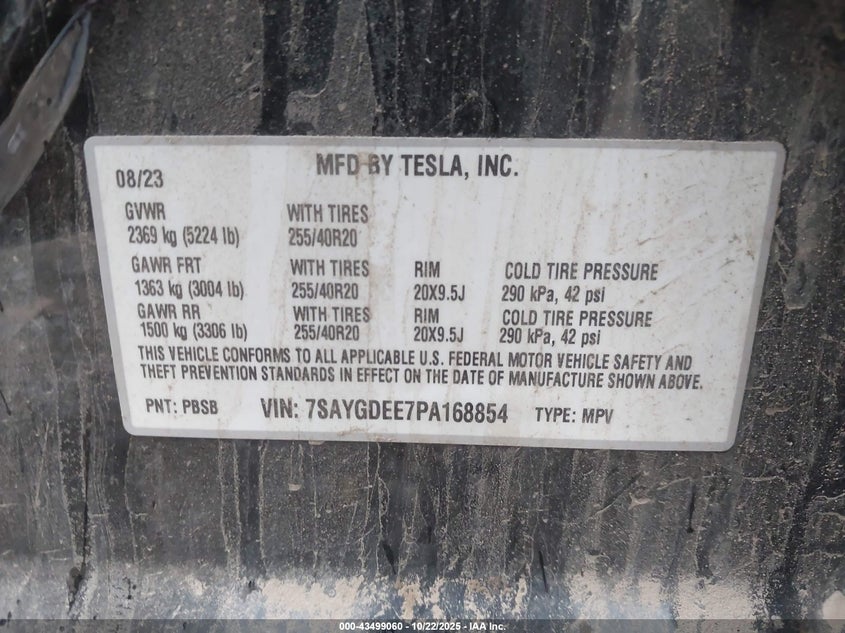 MFD BY TESLA, INC.
08/23
GVWR WITH TIRES
2369 kg (5224 lb) 255/40R20
GAWR FRT WITH TIRES RIM COLD TIRE PRESSURE
1363 kg (3004 lb) 255/40R20 20X9.5J 290 kPa, 42 psi
GAWR RR WITH TIRES RIM COLD TIRE PRESSURE
1500 kg (3306 lb) 255/40R20 20X9.5J 290 kPa, 42 psi
THIS VEHICLE CONFORMS TO ALL APPLICABLE U.S. FEDERAL MOTOR VEHICLE SAFETY AND
THEFT PREVENTION STANDARDS IN EFFECT ON THE DATE OF MANUFACTURE SHOWN ABOVE.
PNT: PBSB VIN: 7SAYGDEE7PA168854 TYPE: MPV
000-43499060 - 10/22/2025 - IAA Inc.